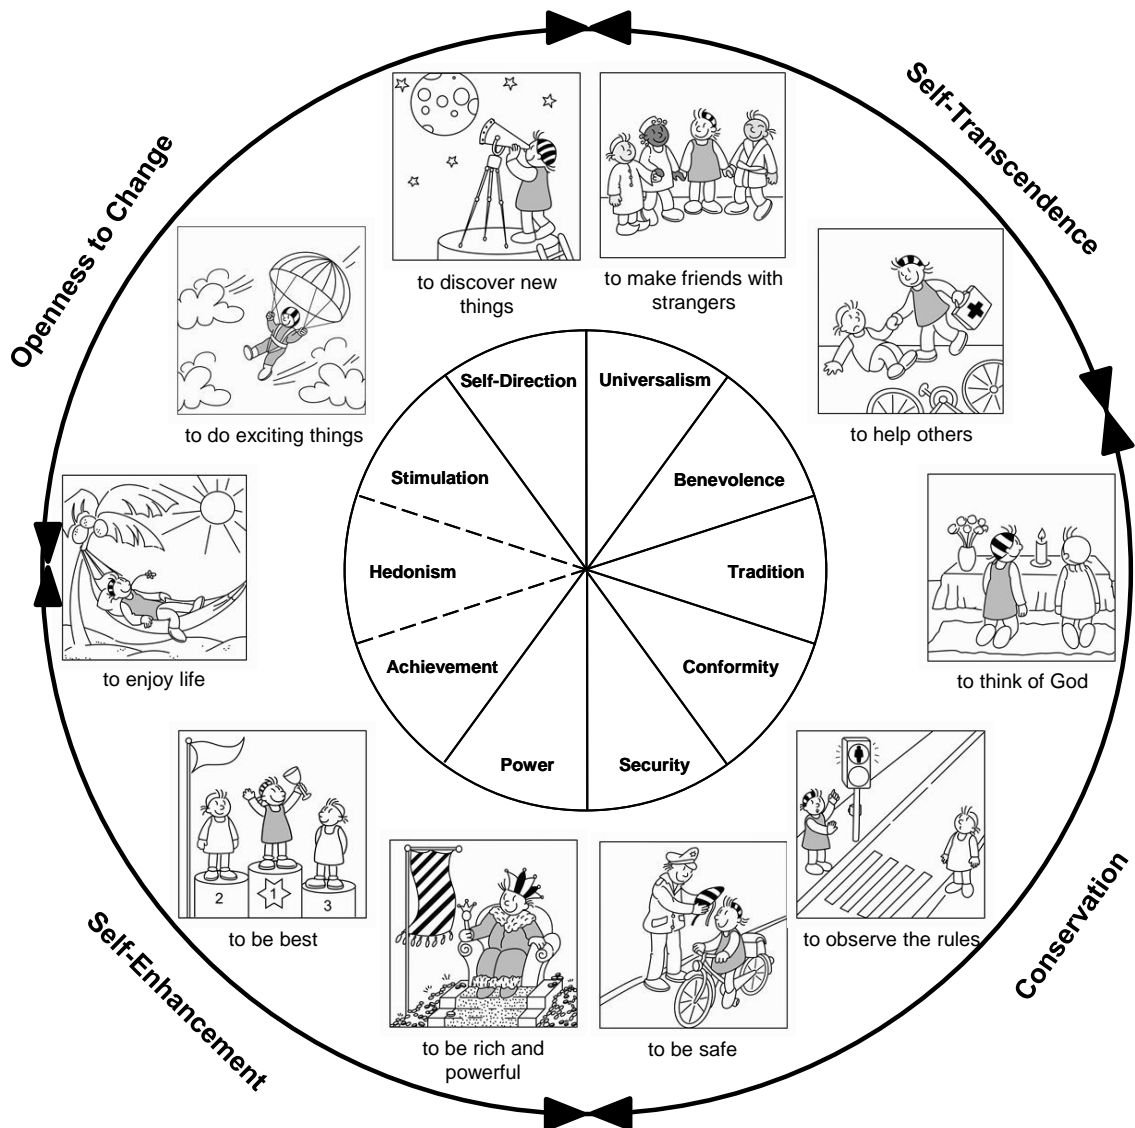 Self-Transcendence
Openness to Change
to discover new
things
to make friends with
strangers
to do exciting things
to help others
Self-Direction
Universalism
Stimulation
Benevolence
Hedonism
Tradition
Achievement
Conformity
Power
Security
to enjoy life
to think of God
2
1
3
to be best
to observe the rules
to be rich and
powerful
to be safe
Self-Enhancement
Conservation